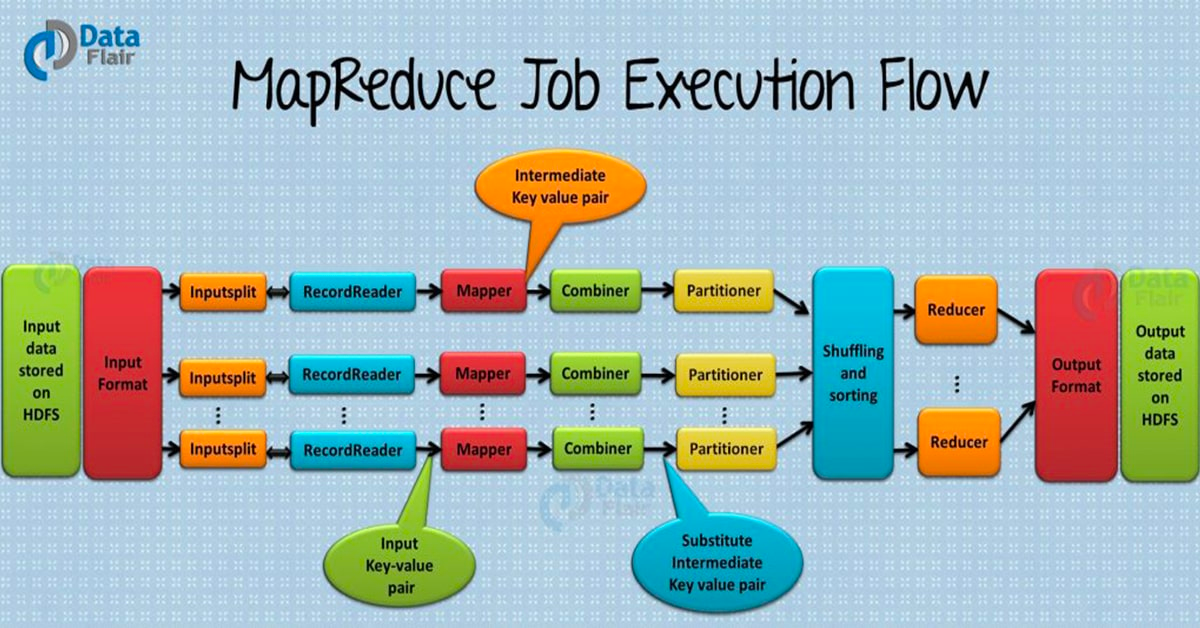 Data
Flair
MapReduce Job Execution Flow
Intermediate
Key value pair
Input
data
stored
on
HDFS
Input
Format
Inputsplit
RecordReader
Mapper
Combiner
Partitioner
Inputsplit
RecordReader
Mapper
Combiner
Partitioner
Inputsplit
RecordReader
Mapper
Combiner
Partitioner
Shuffling
and
sorting
Reducer
Reducer
Output
Format
Output
data
stored
on
HDFS
Input
Key-value
pair
Substitute
Intermediate
Key value pair
Data
Flair
Data
Flair
Data
Flair